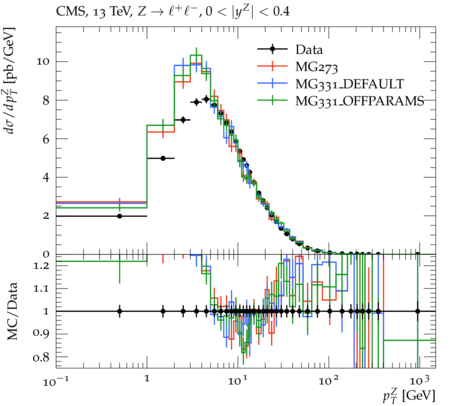 CMS, 13 TeV, Z → ℓ⁺ℓ⁻, 0 < |y^Z| < 0.4
dσ/dp_T^Z [pb/GeV]
10
8
6
4
2
0
Data
MG273
MG331_DEFAULT
MG331_OFFPARAMS
MC/Data
1.2
1.1
1
0.9
0.8
10⁻¹
1
10¹
10²
10³
p_T^Z [GeV]